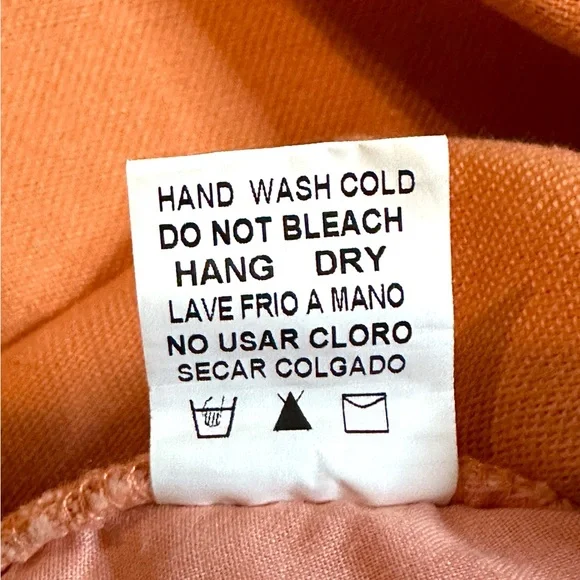 HAND WASH COLD
DO NOT BLEACH
HANG DRY
LAVE FRIO A MANO
NO USAR CLORO
SECAR COLGADO